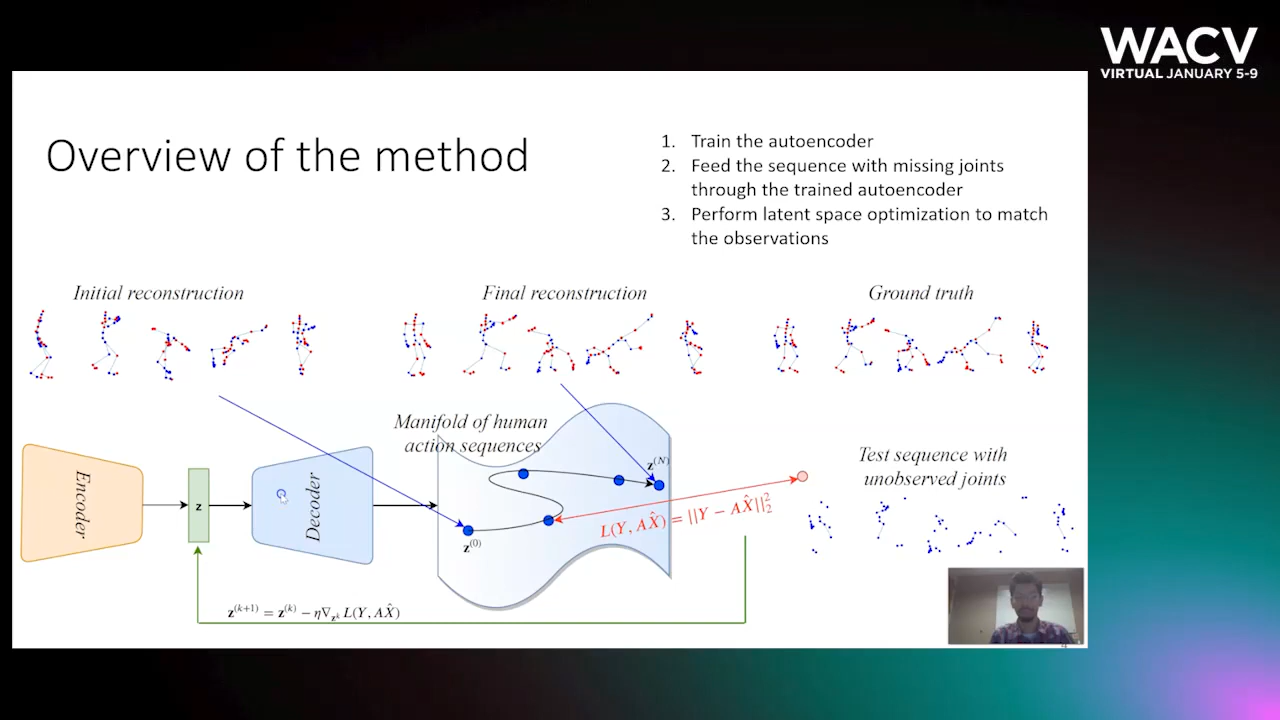 WACV
VIRTUAL JANUARY 5-9
Overview of the method
1. Train the autoencoder
2. Feed the sequence with missing joints
through the trained autoencoder
3. Perform latent space optimization to match
the observations
Initial reconstruction
Final reconstruction
Ground truth
Manifold of human
action sequences
Test sequence with
unobserved joints
Encoder
z
Decoder
z^(0)
z^(N)
L(Y, AX̂) = ||Y − AX̂||₂²
z^(k+1) = z^(k) − η∇_{z^k} L(Y, AX̂)